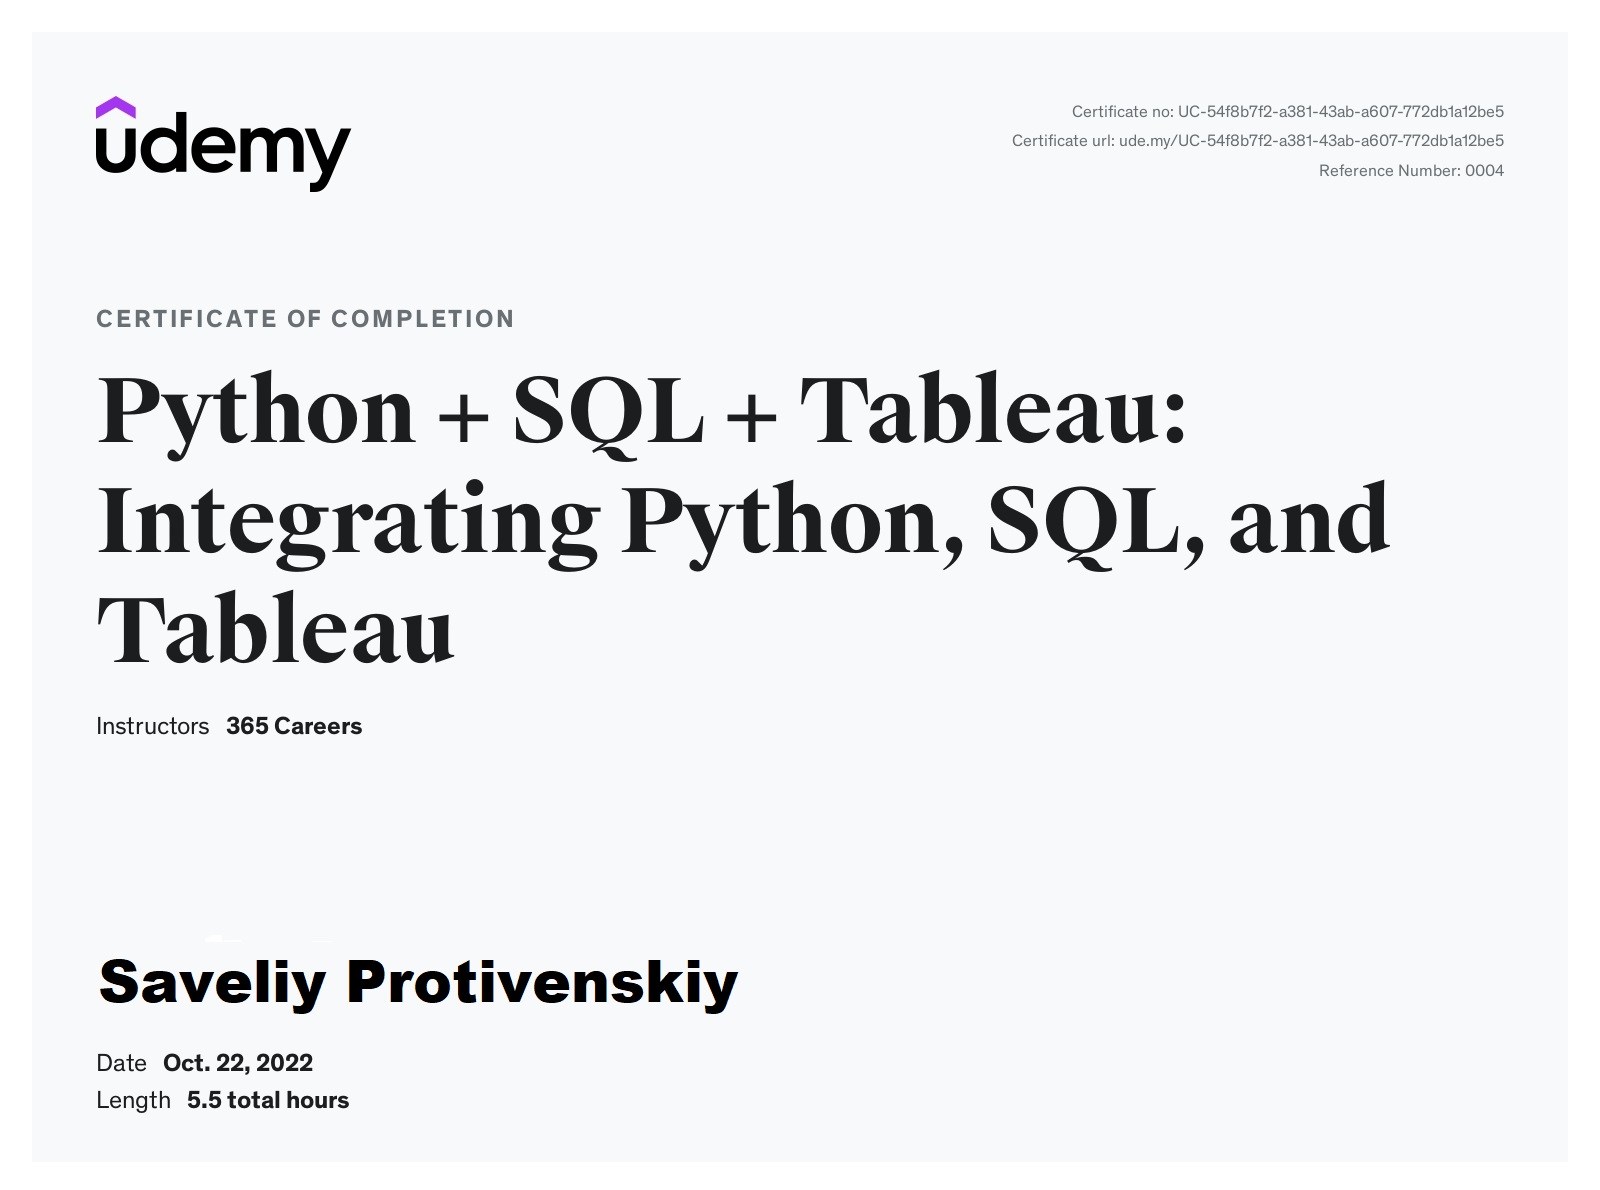 udemy
Certificate no: UC-54f8b7f2-a381-43ab-a607-772db1a12be5
Certificate url: ude.my/UC-54f8b7f2-a381-43ab-a607-772db1a12be5
Reference Number: 0004
CERTIFICATE OF COMPLETION
Python + SQL + Tableau:
Integrating Python, SQL, and
Tableau
Instructors 365 Careers
Saveliy Protivenskiy
Date Oct. 22, 2022
Length 5.5 total hours